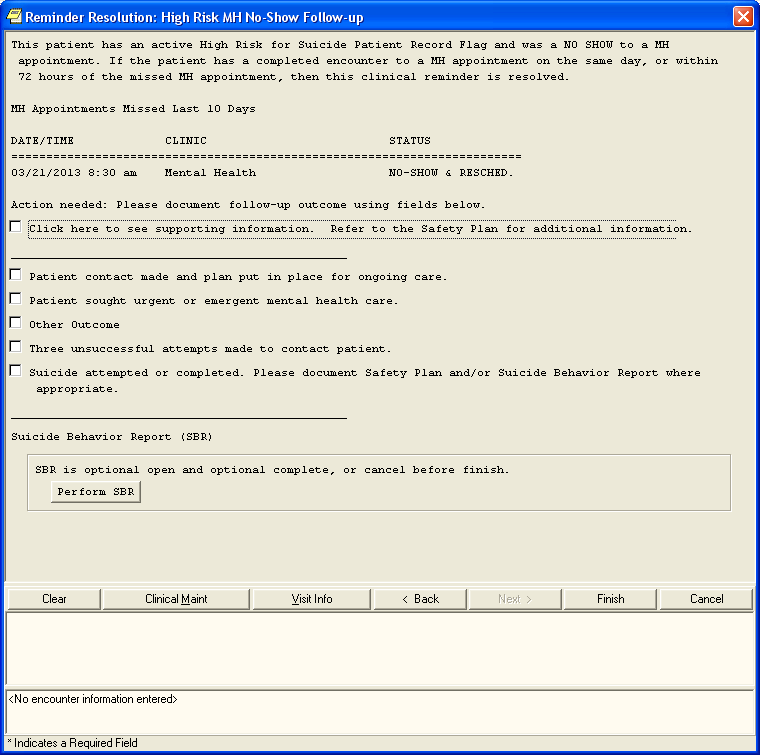 Reminder Resolution: High Risk MH No-Show Follow-up
This patient has an active High Risk for Suicide Patient Record Flag and was a NO SHOW to a MH
appointment. If the patient has a completed encounter to a MH appointment on the same day, or within
72 hours of the missed MH appointment, then this clinical reminder is resolved.
MH Appointments Missed Last 10 Days
DATE/TIME CLINIC STATUS
=========================================================================
03/21/2013 8:30 am Mental Health NO-SHOW & RESCHED.
Action needed: Please document follow-up outcome using fields below.
Click here to see supporting information. Refer to the Safety Plan for additional information.
Patient contact made and plan put in place for ongoing care.
Patient sought urgent or emergent mental health care.
Other Outcome
Three unsuccessful attempts made to contact patient.
Suicide attempted or completed. Please document Safety Plan and/or Suicide Behavior Report where
appropriate.
Suicide Behavior Report (SBR)
SBR is optional open and optional complete, or cancel before finish.
Perform SBR
Clear Clinical Maint Visit Info < Back Next > Finish Cancel
<No encounter information entered>
* Indicates a Required Field